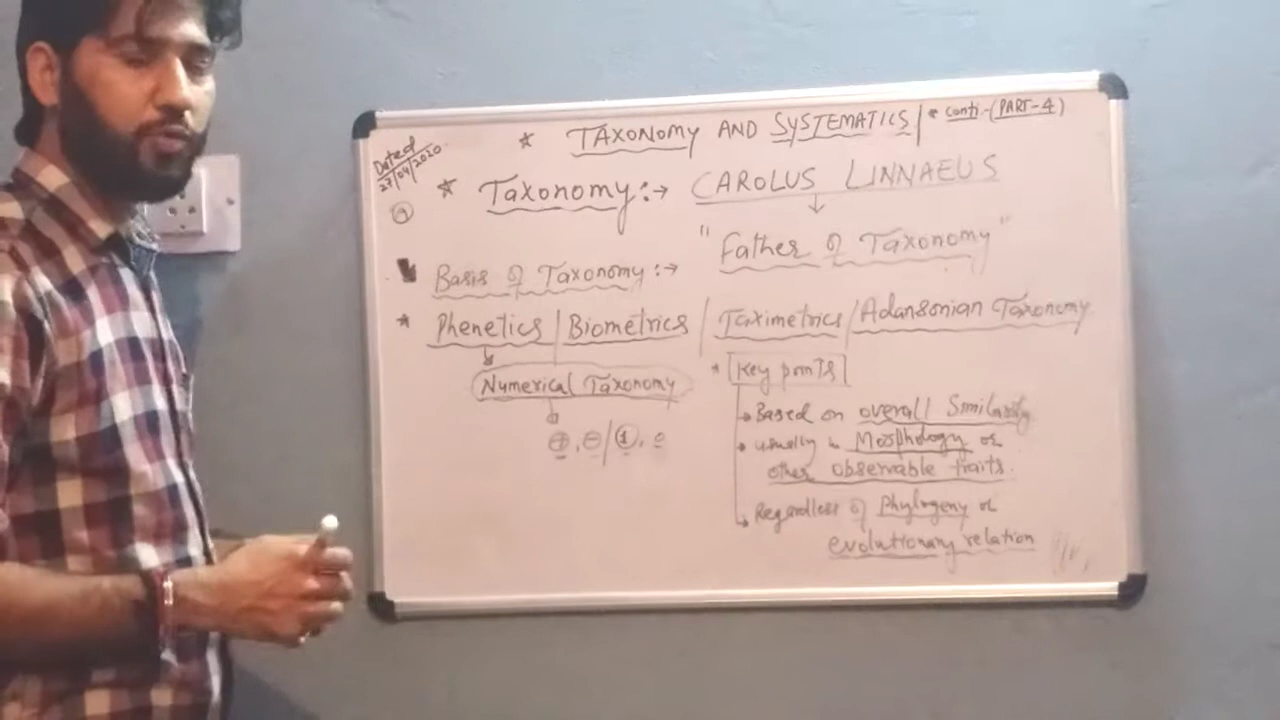 * TAXONOMY AND SYSTEMATICS / * conti-(PART-4)
Dated
27/04/2020
* Taxonomy :→ CAROLUS LINNAEUS
"Father of Taxonomy"
Basis of Taxonomy :→
* Phenetics / Biometrics / Taximetrics / Adansonian Taxonomy
Numerical Taxonomy
+, - / 1, 0
* Key points
→ Based on overall Similarity
→ usually in Morphology or
other observable traits.
→ Regardless of phylogeny or
evolutionary relation